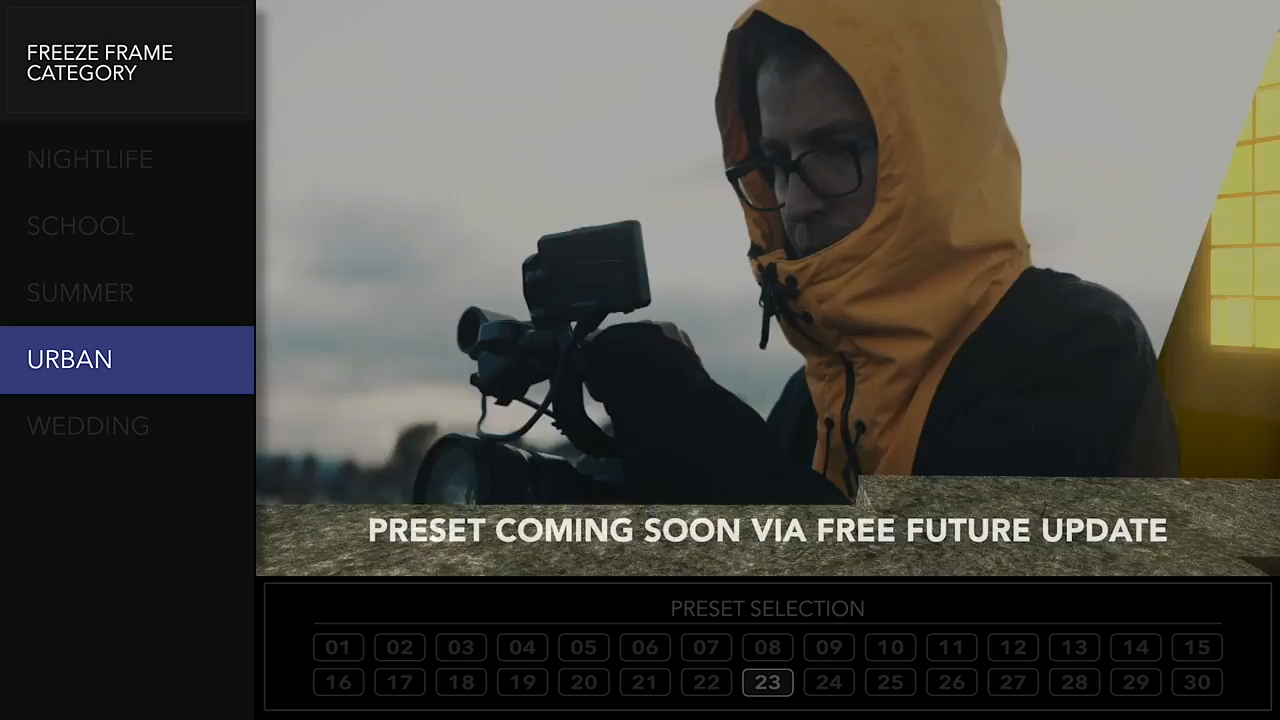 FREEZE FRAME
CATEGORY
NIGHTLIFE
SCHOOL
SUMMER
URBAN
WEDDING
PRESET COMING SOON VIA FREE FUTURE UPDATE
PRESET SELECTION
01 02 03 04 05 06 07 08 09 10 11 12 13 14 15
16 17 18 19 20 21 22 23 24 25 26 27 28 29 30